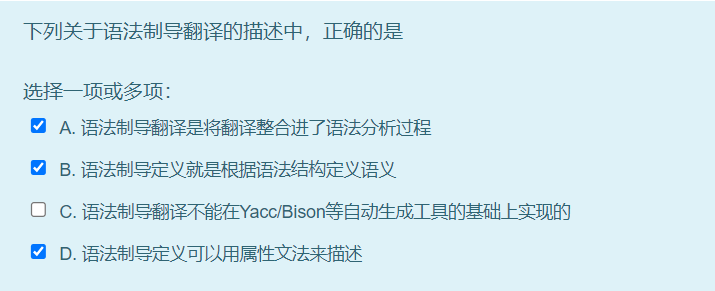 下列关于语法制导翻译的描述中，正确的是
选择一项或多项：
A. 语法制导翻译是将翻译整合进了语法分析过程
B. 语法制导定义就是根据语法结构定义语义
C. 语法制导翻译不能在Yacc/Bison等自动生成工具的基础上实现的
D. 语法制导定义可以用属性文法来描述